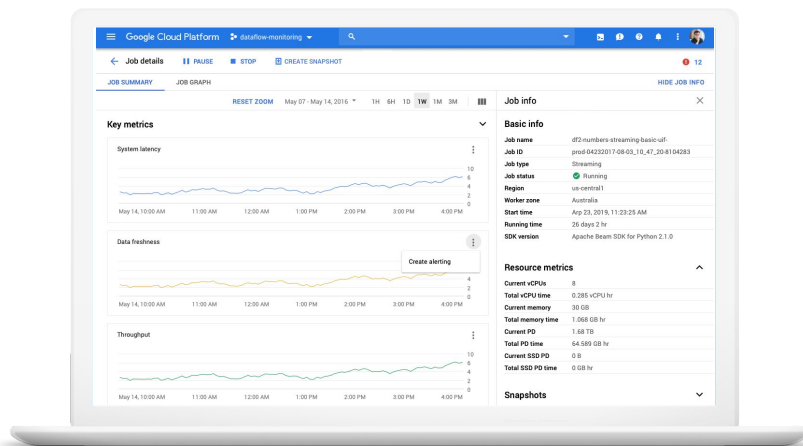 Google Cloud Platform dataflow-monitoring
Job details PAUSE STOP CREATE SNAPSHOT 12
JOB SUMMARY JOB GRAPH HIDE JOB INFO
RESET ZOOM May 07 - May 14, 2016 1H 6H 1D 1W 1M 3M
Key metrics
System latency
10
6
4
2
0
May 14, 10:00 AM 11:00 AM 12:00 AM 1:00 PM 2:00 PM 3:00 PM 4:00 PM
Data freshness
Create alerting
4
2
0
May 14, 10:00 AM 11:00 AM 12:00 AM 1:00 PM 2:00 PM 3:00 PM 4:00 PM
Throughput
10
6
4
2
0
May 14, 10:00 AM 11:00 AM 12:00 AM 1:00 PM 2:00 PM 3:00 PM 4:00 PM
Job info
Basic info
Job name df2-numbers-streaming-basic-uif-
Job ID prod-04232017-08-03_10_47_20-8104283
Job type Streaming
Job status Running
Region us-central1
Worker zone Australia
Start time Arp 23, 2019, 11:23:25 AM
Running time 26 days 2 hr
SDK version Apache Beam SDK for Python 2.1.0
Resource metrics
Current vCPUs 8
Total vCPU time 0.285 vCPU hr
Current memory 30 GB
Total memory time 1.068 GB hr
Current PD 1.68 TB
Total PD time 64.589 GB hr
Current SSD PD 0 B
Total SSD PD time 0 GB hr
Snapshots